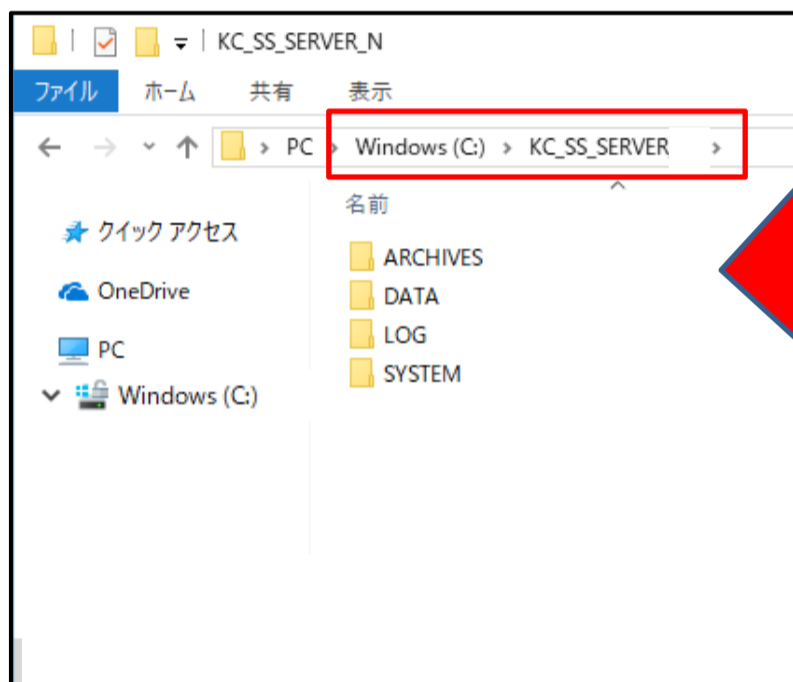 KC_SS_SERVER_N
ファイル ホーム 共有 表示
PC > Windows (C:) > KC_SS_SERVER >
名前
クイック アクセス
OneDrive
PC
Windows (C:)
ARCHIVES
DATA
LOG
SYSTEM